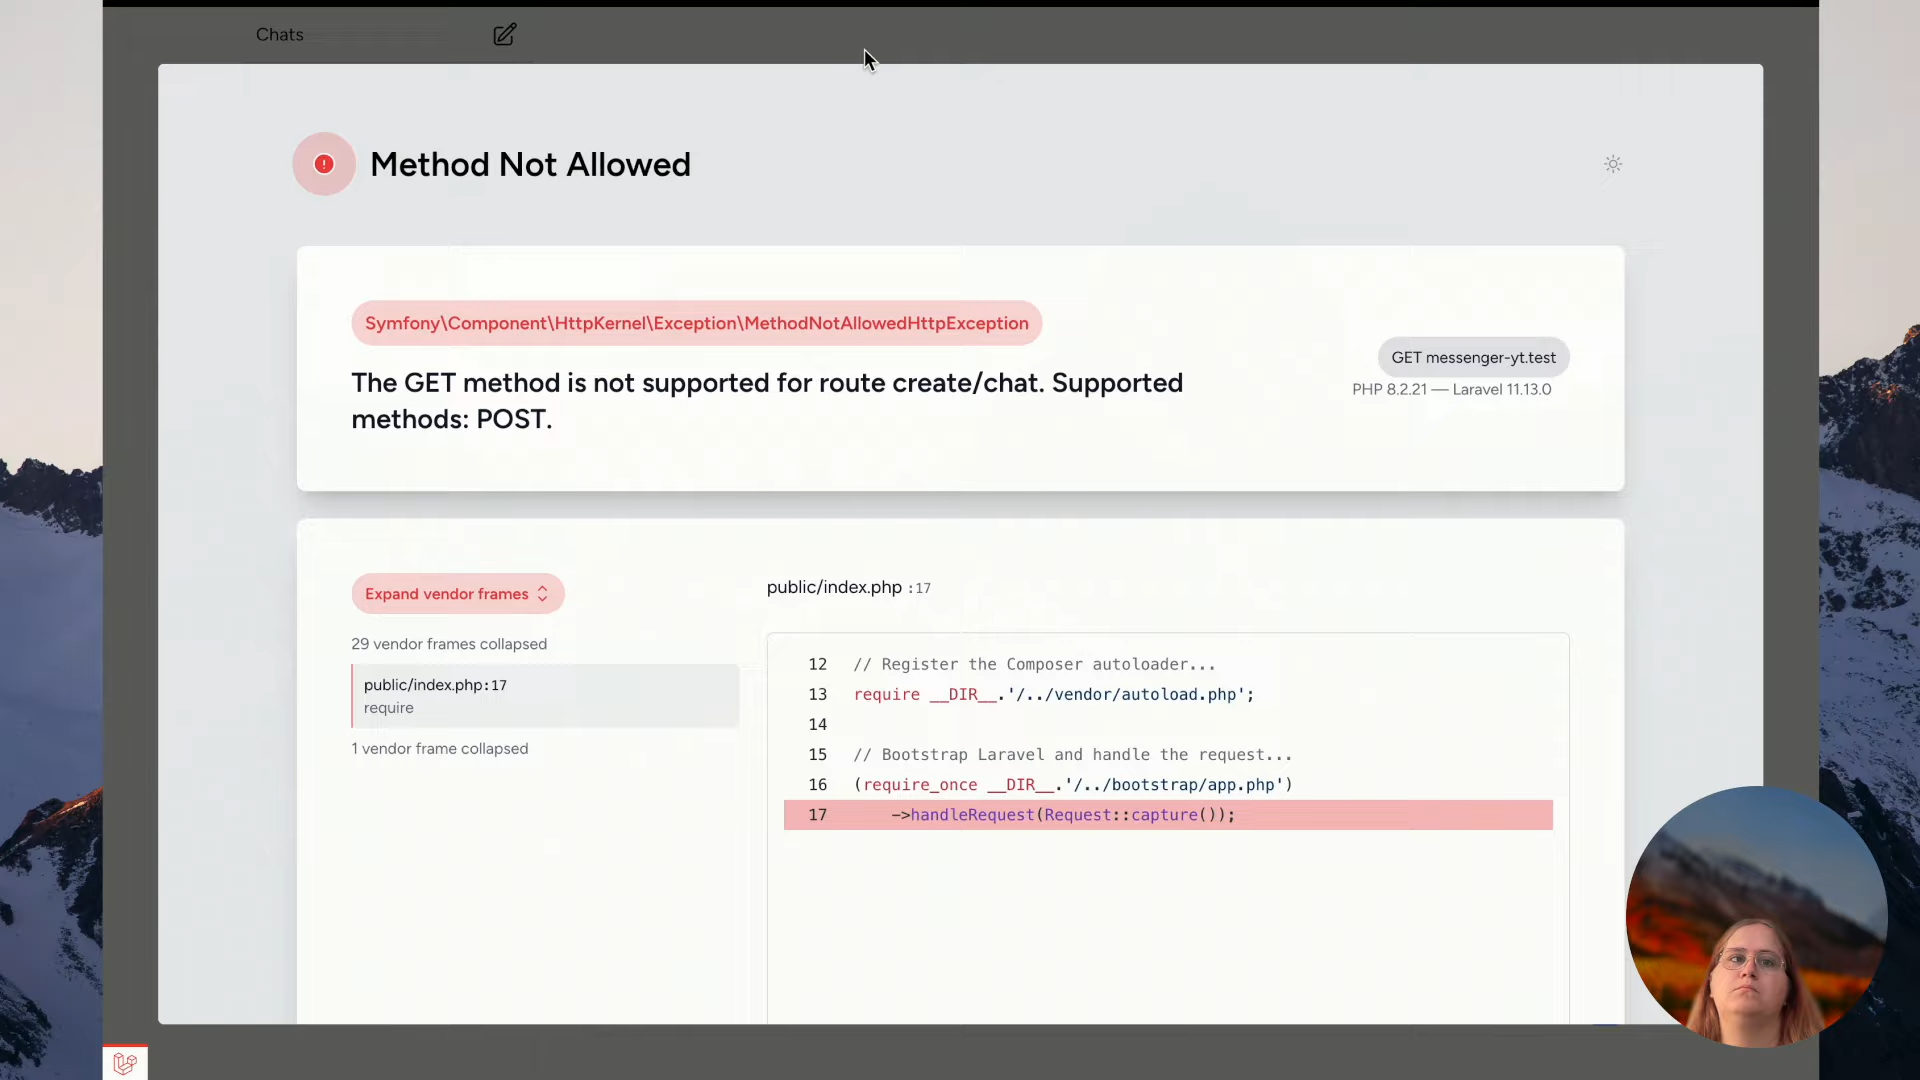 Chats
Method Not Allowed
Symfony\Component\HttpKernel\Exception\MethodNotAllowedHttpException
The GET method is not supported for route create/chat. Supported
methods: POST.
GET messenger-yt.test
PHP 8.2.21 — Laravel 11.13.0
Expand vendor frames
29 vendor frames collapsed
public/index.php:17
require
1 vendor frame collapsed
public/index.php :17
12 // Register the Composer autoloader...
13 require __DIR__.'/../vendor/autoload.php';
14
15 // Bootstrap Laravel and handle the request...
16 (require_once __DIR__.'/../bootstrap/app.php')
17 ->handleRequest(Request::capture());